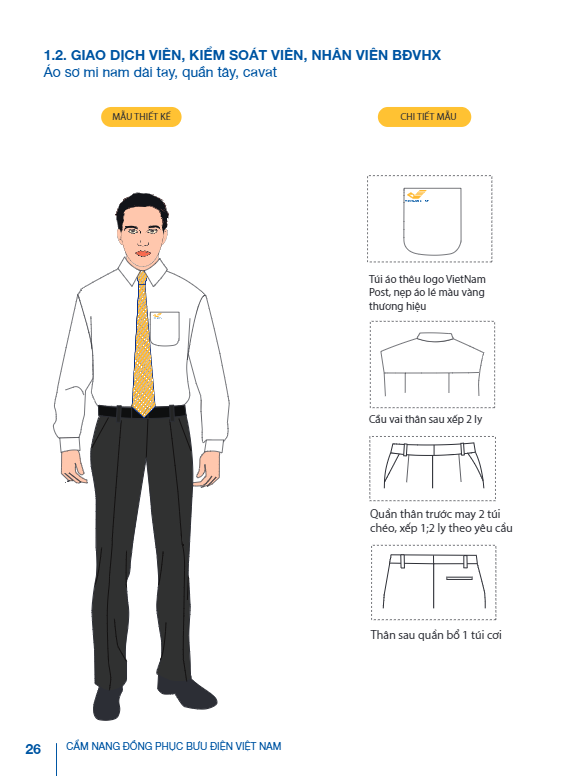 1.2. GIAO DỊCH VIÊN, KIỂM SOÁT VIÊN, NHÂN VIÊN BĐVHX
Áo sơ mi nam dài tay, quần tây, cavat
MẪU THIẾT KẾ
CHI TIẾT MẪU
Túi áo thêu logo VietNam
Post, nẹp áo lé màu vàng
thương hiệu
Cầu vai thân sau xếp 2 ly
Quần thân trước may 2 túi
chéo, xếp 1;2 ly theo yêu cầu
Thân sau quần bổ 1 túi cơi
26
CẨM NANG ĐỒNG PHỤC BƯU ĐIỆN VIỆT NAM